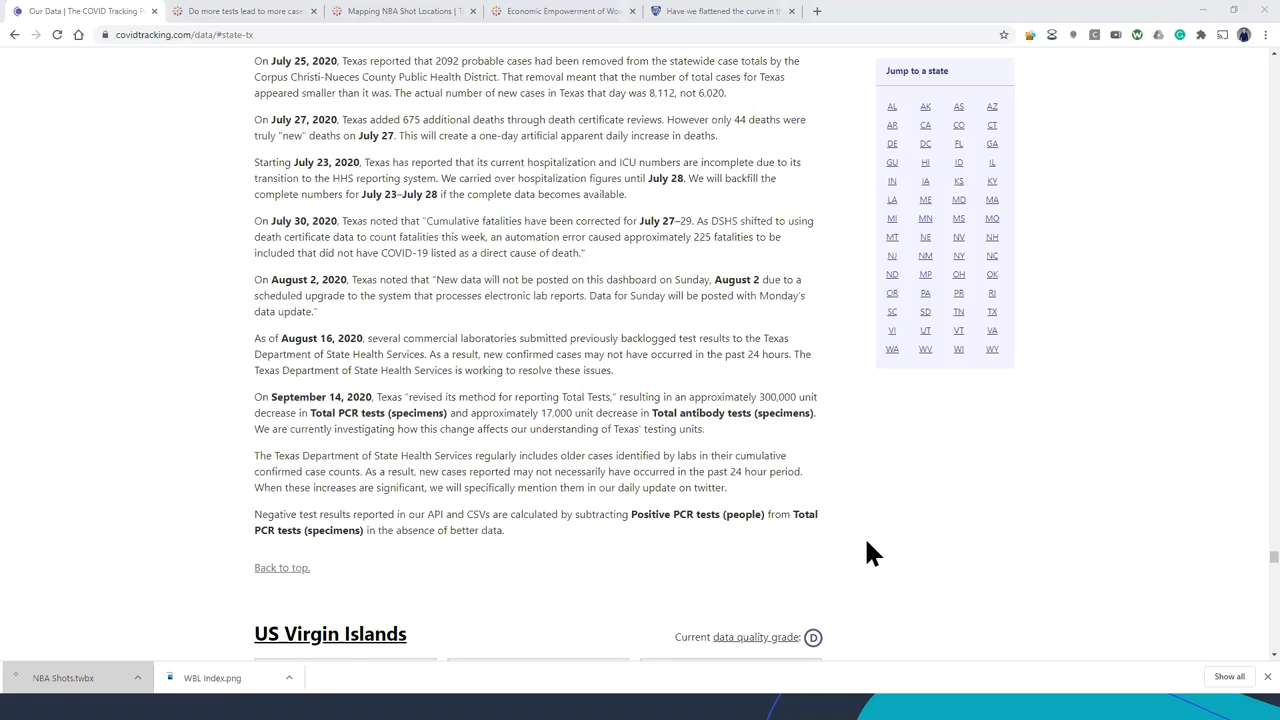 Our Data | The COVID Tracking P
Do more tests lead to more case
Mapping NBA Shot Locations | T
Economic Empowerment of Wo
Have we flattened the curve in th
covidtracking.com/data/#state-tx
On July 25, 2020, Texas reported that 2092 probable cases had been removed from the statewide case totals by the
Corpus Christi-Nueces County Public Health District. That removal meant that the number of total cases for Texas
appeared smaller than it was. The actual number of new cases in Texas that day was 8,112, not 6,020.
On July 27, 2020, Texas added 675 additional deaths through death certificate reviews. However only 44 deaths were
truly "new" deaths on July 27. This will create a one-day artificial apparent daily increase in deaths.
Starting July 23, 2020, Texas has reported that its current hospitalization and ICU numbers are incomplete due to its
transition to the HHS reporting system. We carried over hospitalization figures until July 28. We will backfill the
complete numbers for July 23–July 28 if the complete data becomes available.
On July 30, 2020, Texas noted that "Cumulative fatalities have been corrected for July 27–29. As DSHS shifted to using
death certificate data to count fatalities this week, an automation error caused approximately 225 fatalities to be
included that did not have COVID-19 listed as a direct cause of death."
On August 2, 2020, Texas noted that "New data will not be posted on this dashboard on Sunday, August 2 due to a
scheduled upgrade to the system that processes electronic lab reports. Data for Sunday will be posted with Monday's
data update."
As of August 16, 2020, several commercial laboratories submitted previously backlogged test results to the Texas
Department of State Health Services. As a result, new confirmed cases may not have occurred in the past 24 hours. The
Texas Department of State Health Services is working to resolve these issues.
On September 14, 2020, Texas "revised its method for reporting Total Tests," resulting in an approximately 300,000 unit
decrease in Total PCR tests (specimens) and approximately 17,000 unit decrease in Total antibody tests (specimens).
We are currently investigating how this change affects our understanding of Texas' testing units.
The Texas Department of State Health Services regularly includes older cases identified by labs in their cumulative
confirmed case counts. As a result, new cases reported may not necessarily have occurred in the past 24 hour period.
When these increases are significant, we will specifically mention them in our daily update on twitter.
Negative test results reported in our API and CSVs are calculated by subtracting Positive PCR tests (people) from Total
PCR tests (specimens) in the absence of better data.
Back to top.
US Virgin Islands
Current data quality grade: D
Jump to a state
AL AK AS AZ
AR CA CO CT
DE DC FL GA
GU HI ID IL
IN IA KS KY
LA ME MD MA
MI MN MS MO
MT NE NV NH
NJ NM NY NC
ND MP OH OK
OR PA PR RI
SC SD TN TX
VI UT VT VA
WA WV WI WY
NBA Shots.twbx
WBL Index.png
Show all